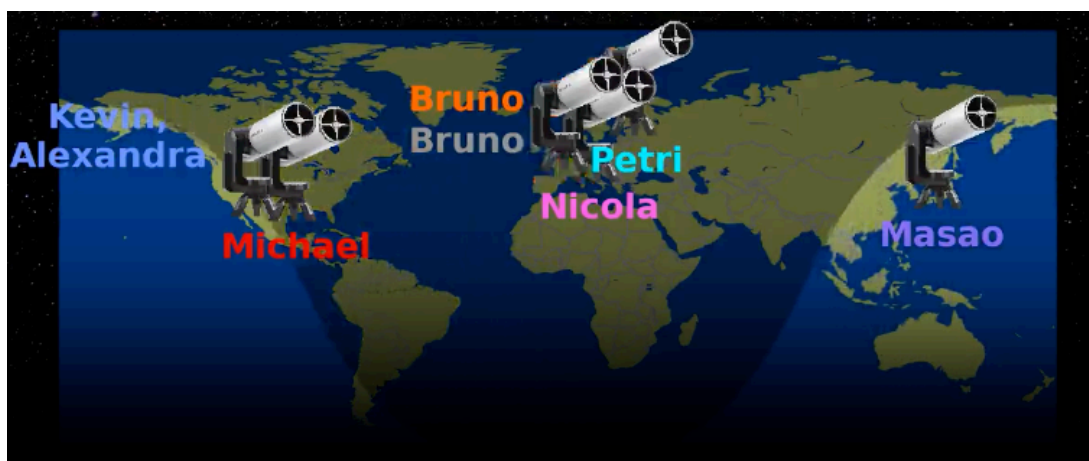 Kevin,
Alexandra
Michael
Bruno
Bruno
Petri
Nicola
Masao